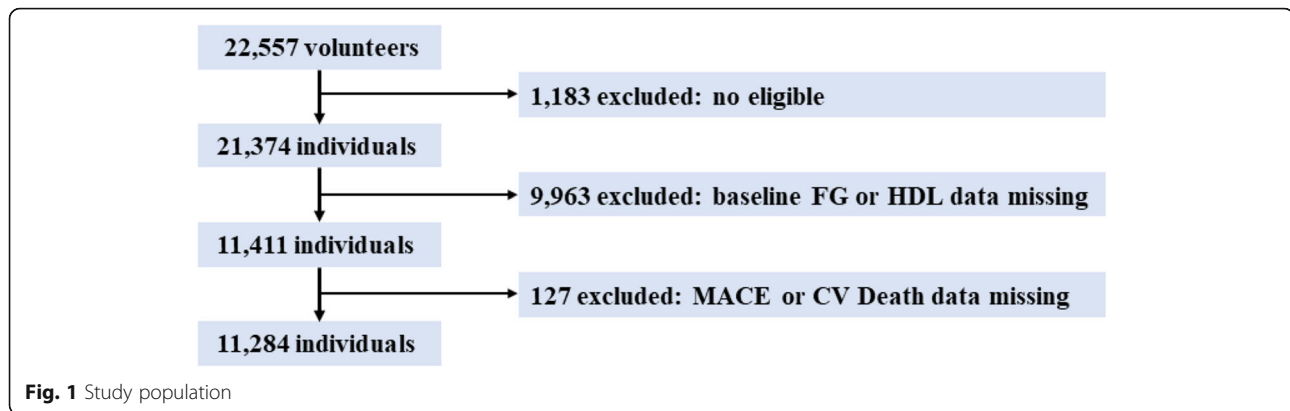 22,557 volunteers
1,183 excluded: no eligible
21,374 individuals
9,963 excluded: baseline FG or HDL data missing
11,411 individuals
127 excluded: MACE or CV Death data missing
11,284 individuals
Fig. 1 Study population